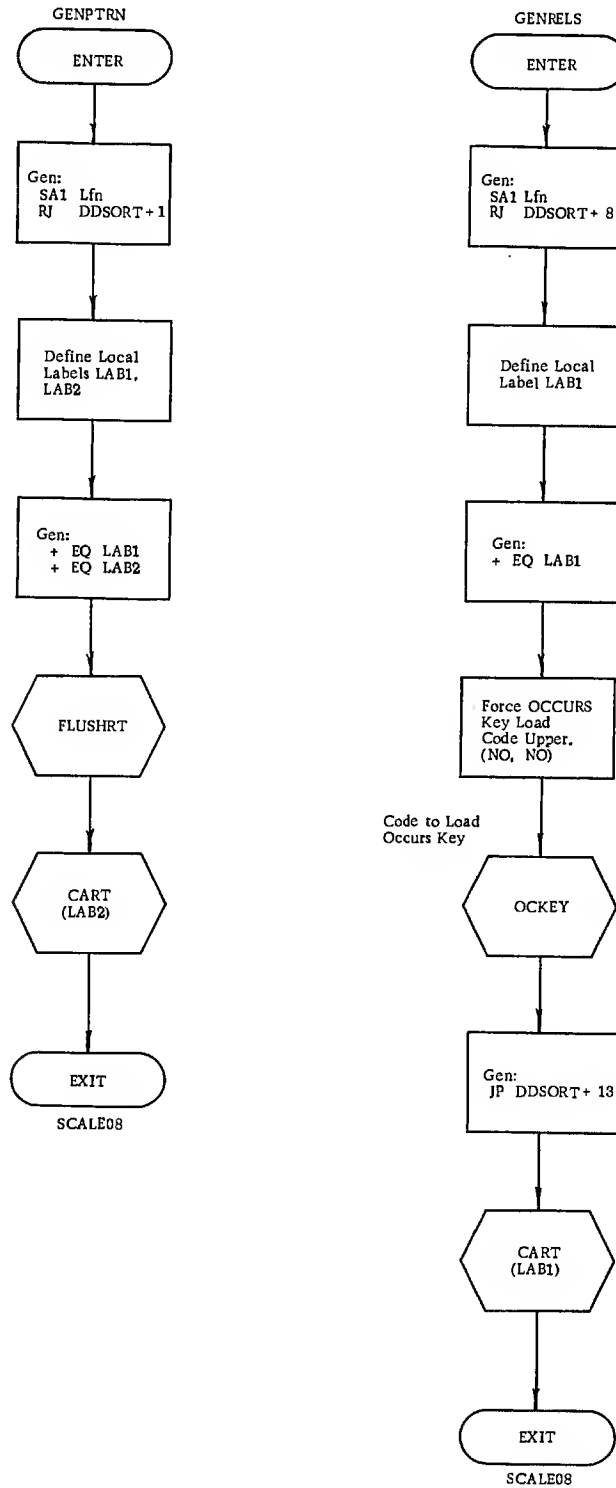 GENPTRN
ENTER
Gen:
SA1 Lfn
RJ DDSORT+1
Define Local
Labels LAB1,
LAB2
Gen:
+ EQ LAB1
+ EQ LAB2
FLUSHRT
CART
(LAB2)
EXIT
SCALE08
GENRELS
ENTER
Gen:
SA1 Lfn
RJ DDSORT+ 8
Define Local
Label LAB1
Gen:
+ EQ LAB1
Force OCCURS
Key Load
Code Upper.
(NO, NO)
Code to Load
Occurs Key
OCKEY
Gen:
JP DDSORT+ 13
CART
(LAB1)
EXIT
SCALE08